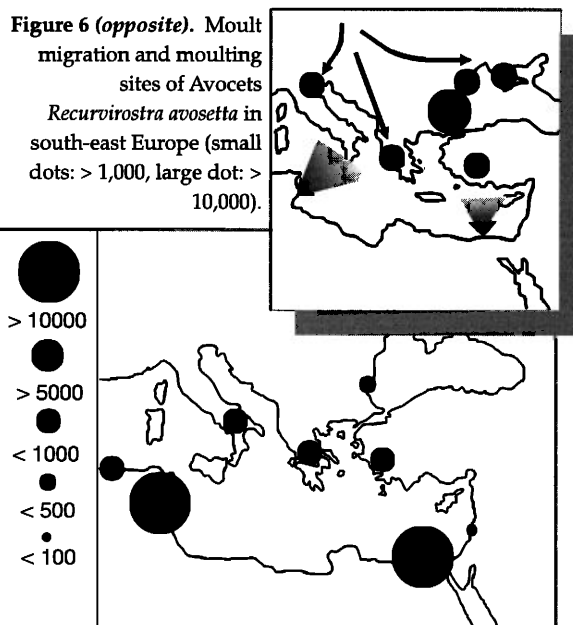 Figure 6 (opposite). Moult
migration and moulting
sites of Avocets
Recurvirostra avosetta in
south-east Europe (small
dots: > 1,000, large dot: >
10,000).
> 10000
> 5000
< 1000
< 500
< 100